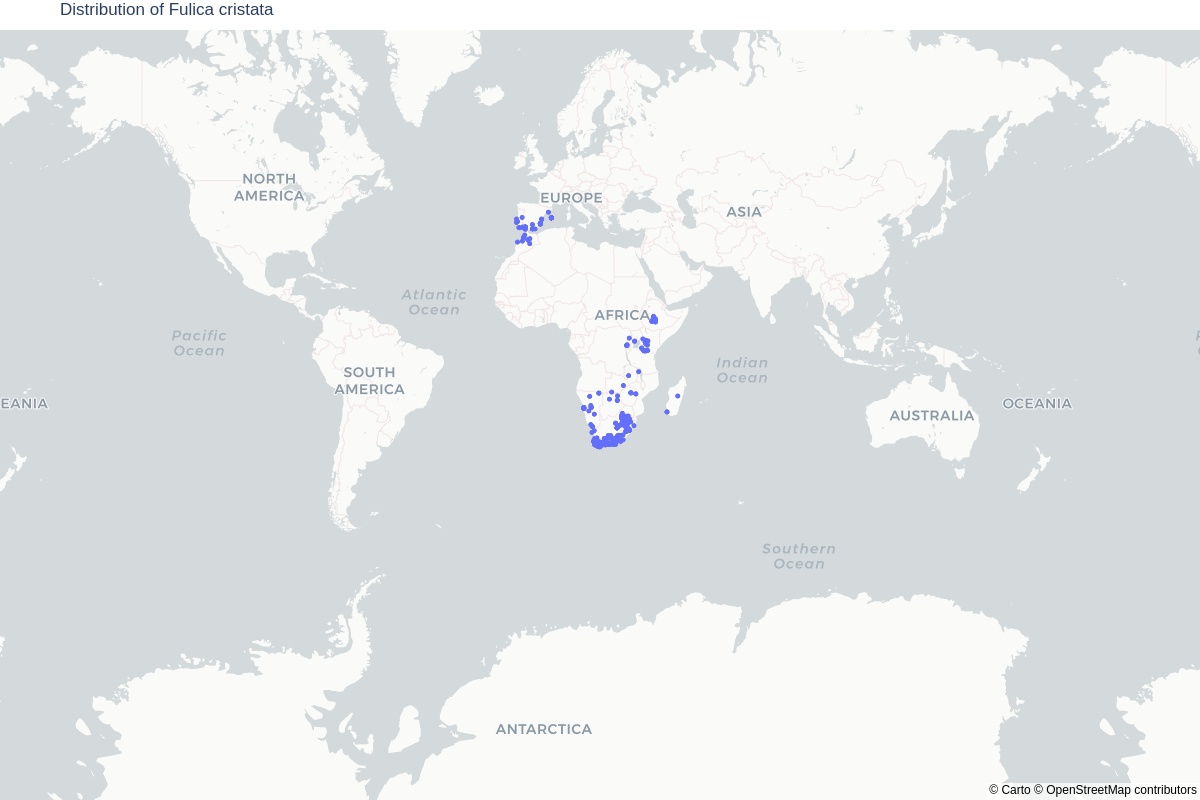 Distribution of Fulica cristata
NORTH
AMERICA
EUROPE
ASIA
Atlantic
Ocean
AFRICA
Pacific
Ocean
Indian
Ocean
SOUTH
AMERICA
EANIA
AUSTRALIA
OCEANIA
Southern
Ocean
ANTARCTICA
© Carto © OpenStreetMap contributors